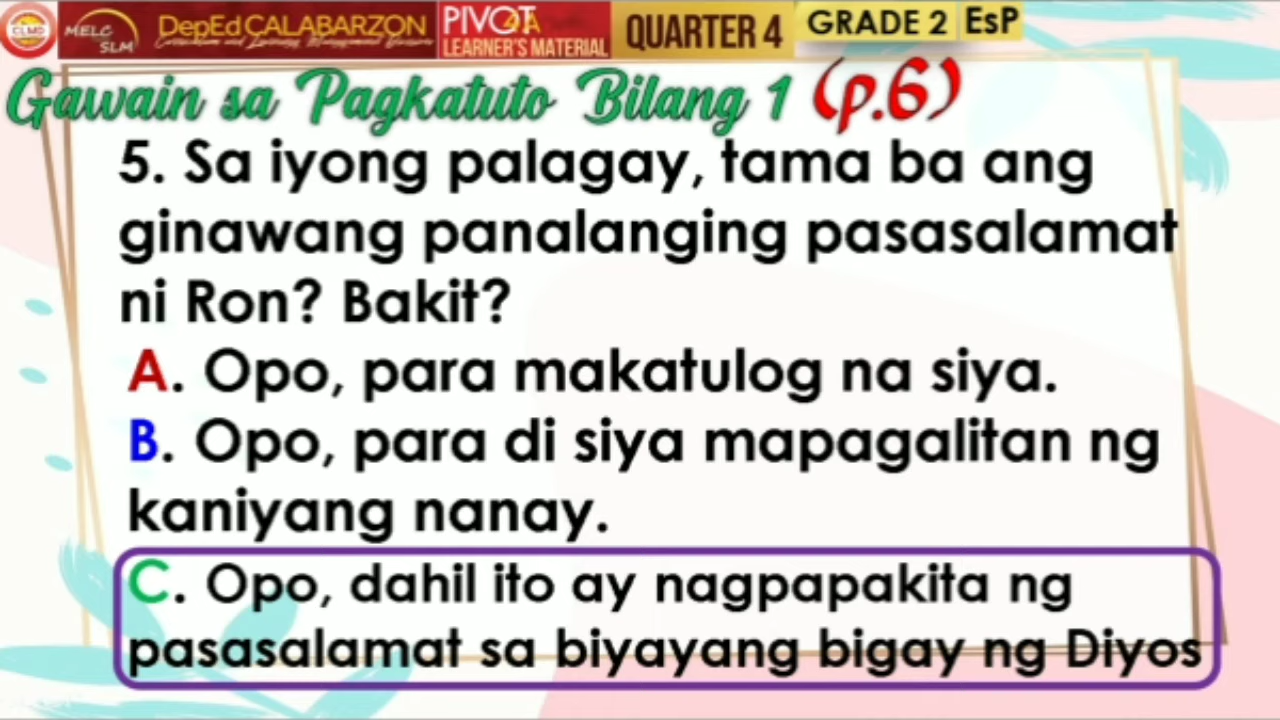 CLMD
MELC
SLM
DepEd CALABARZON
PIVOT 4A
LEARNER'S MATERIAL
QUARTER 4
GRADE 2
EsP
Gawain sa Pagkatuto Bilang 1 (p.6)
5. Sa iyong palagay, tama ba ang
ginawang panalanging pasasalamat
ni Ron? Bakit?
A. Opo, para makatulog na siya.
B. Opo, para di siya mapagalitan ng
kaniyang nanay.
C. Opo, dahil ito ay nagpapakita ng
pasasalamat sa biyayang bigay ng Diyos